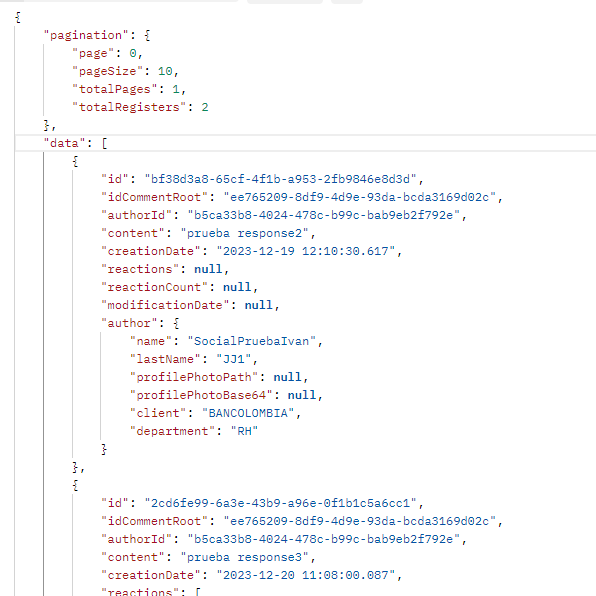 {
"pagination": {
"page": 0,
"pageSize": 10,
"totalPages": 1,
"totalRegisters": 2
},
"data": [
{
"id": "bf38d3a8-65cf-4f1b-a953-2fb9846e8d3d",
"idCommentRoot": "ee765209-8df9-4d9e-93da-bcda3169d02c",
"authorId": "b5ca33b8-4024-478c-b99c-bab9eb2f792e",
"content": "prueba response2",
"creationDate": "2023-12-19 12:10:30.617",
"reactions": null,
"reactionCount": null,
"modificationDate": null,
"author": {
"name": "SocialPruebaIvan",
"lastName": "JJ1",
"profilePhotoPath": null,
"profilePhotoBase64": null,
"client": "BANCOLOMBIA",
"department": "RH"
}
},
{
"id": "2cd6fe99-6a3e-43b9-a96e-0f1b1c5a6cc1",
"idCommentRoot": "ee765209-8df9-4d9e-93da-bcda3169d02c",
"authorId": "b5ca33b8-4024-478c-b99c-bab9eb2f792e",
"content": "prueba response3",
"creationDate": "2023-12-20 11:08:00.087",
"reactions": [